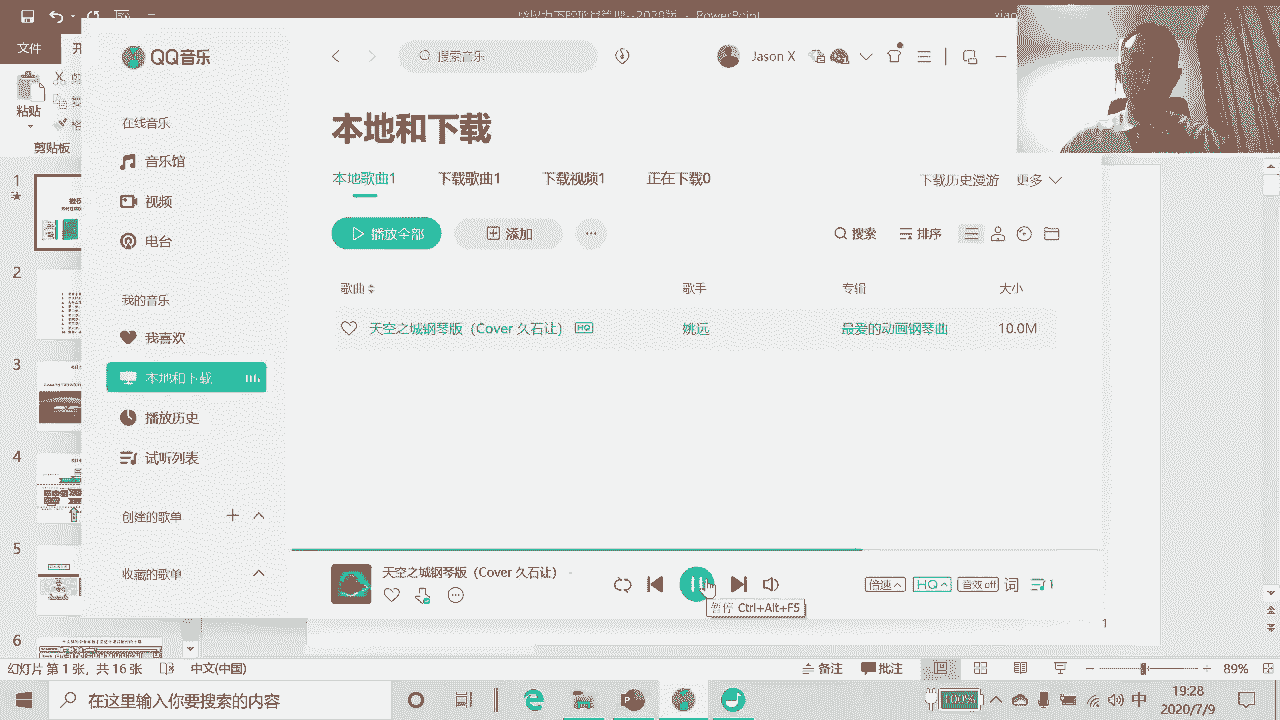 PowerPoint
文件
QQ音乐
搜索音乐
Jason X
粘贴
剪贴板
在线音乐
音乐馆
视频
电台
我的音乐
我喜欢
本地和下载
播放历史
试听列表
创建的歌单
收藏的歌单
本地和下载
本地歌曲1 下载歌曲1 下载视频1 正在下载0
下载历史漫游 更多
播放全部 添加
搜索 排序
歌曲 歌手 专辑 大小
天空之城钢琴版（Cover 久石让） HQ 姚远 最爱的动画钢琴曲 10.0M
天空之城钢琴版（Cover 久石让） -
倍速 HQ 音效 off 词 1
暂停 Ctrl+Alt+F5
1
2
3
4
5
6
1
幻灯片 第 1 张，共 16 张 中文(中国)
备注 批注 89%
在这里输入你要搜索的内容
100%
中
19:28
2020/7/9